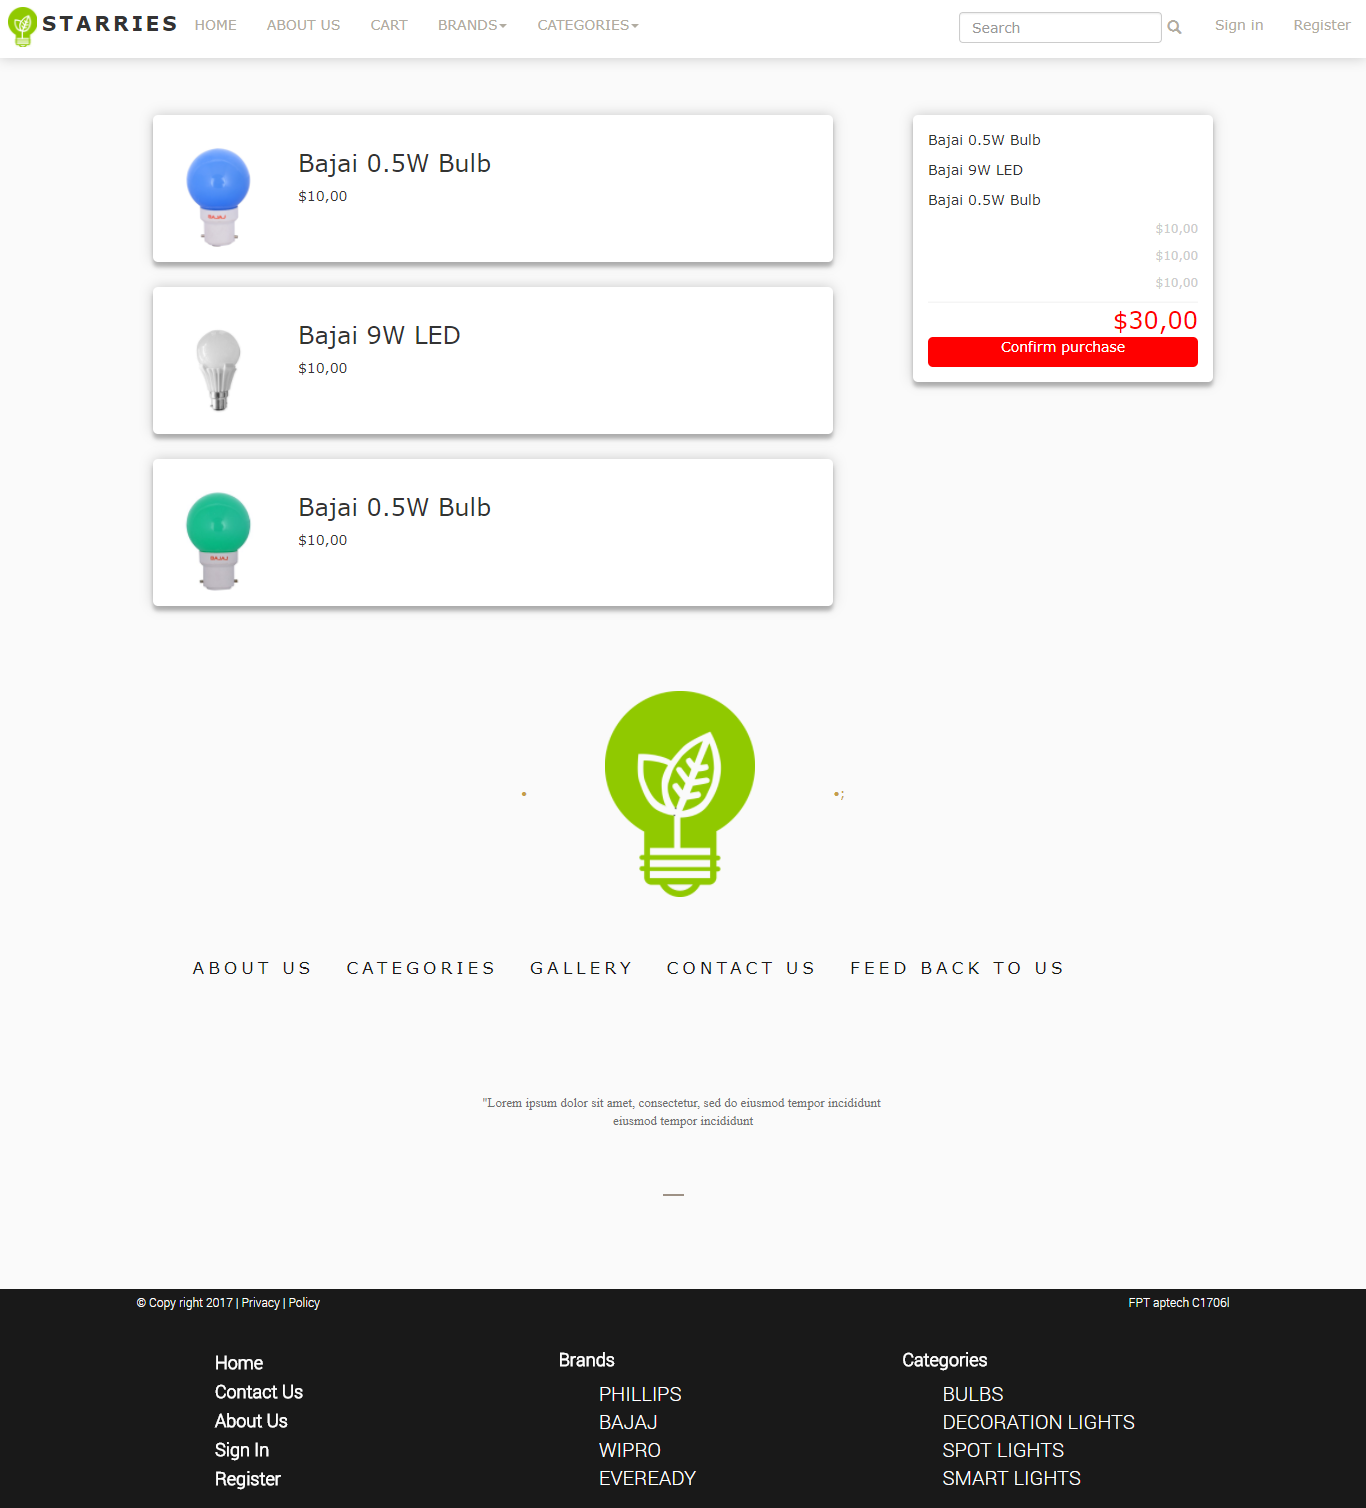 STARRIES HOME ABOUT US CART BRANDS CATEGORIES Search Sign in Register
Bajai 0.5W Bulb
$10,00
BAJAJ
Bajai 9W LED
$10,00
Bajai 0.5W Bulb
$10,00
BAJAJ
Bajai 0.5W Bulb
Bajai 9W LED
Bajai 0.5W Bulb
$10,00
$10,00
$10,00
$30,00
Confirm purchase
• •;
ABOUT US CATEGORIES GALLERY CONTACT US FEED BACK TO US
"Lorem ipsum dolor sit amet, consectetur, sed do eiusmod tempor incididunt
eiusmod tempor incididunt
© Copy right 2017 | Privacy | Policy
FPT aptech C1706l
Home
Contact Us
About Us
Sign In
Register
Brands
PHILLIPS
BAJAJ
WIPRO
EVEREADY
Categories
BULBS
DECORATION LIGHTS
SPOT LIGHTS
SMART LIGHTS